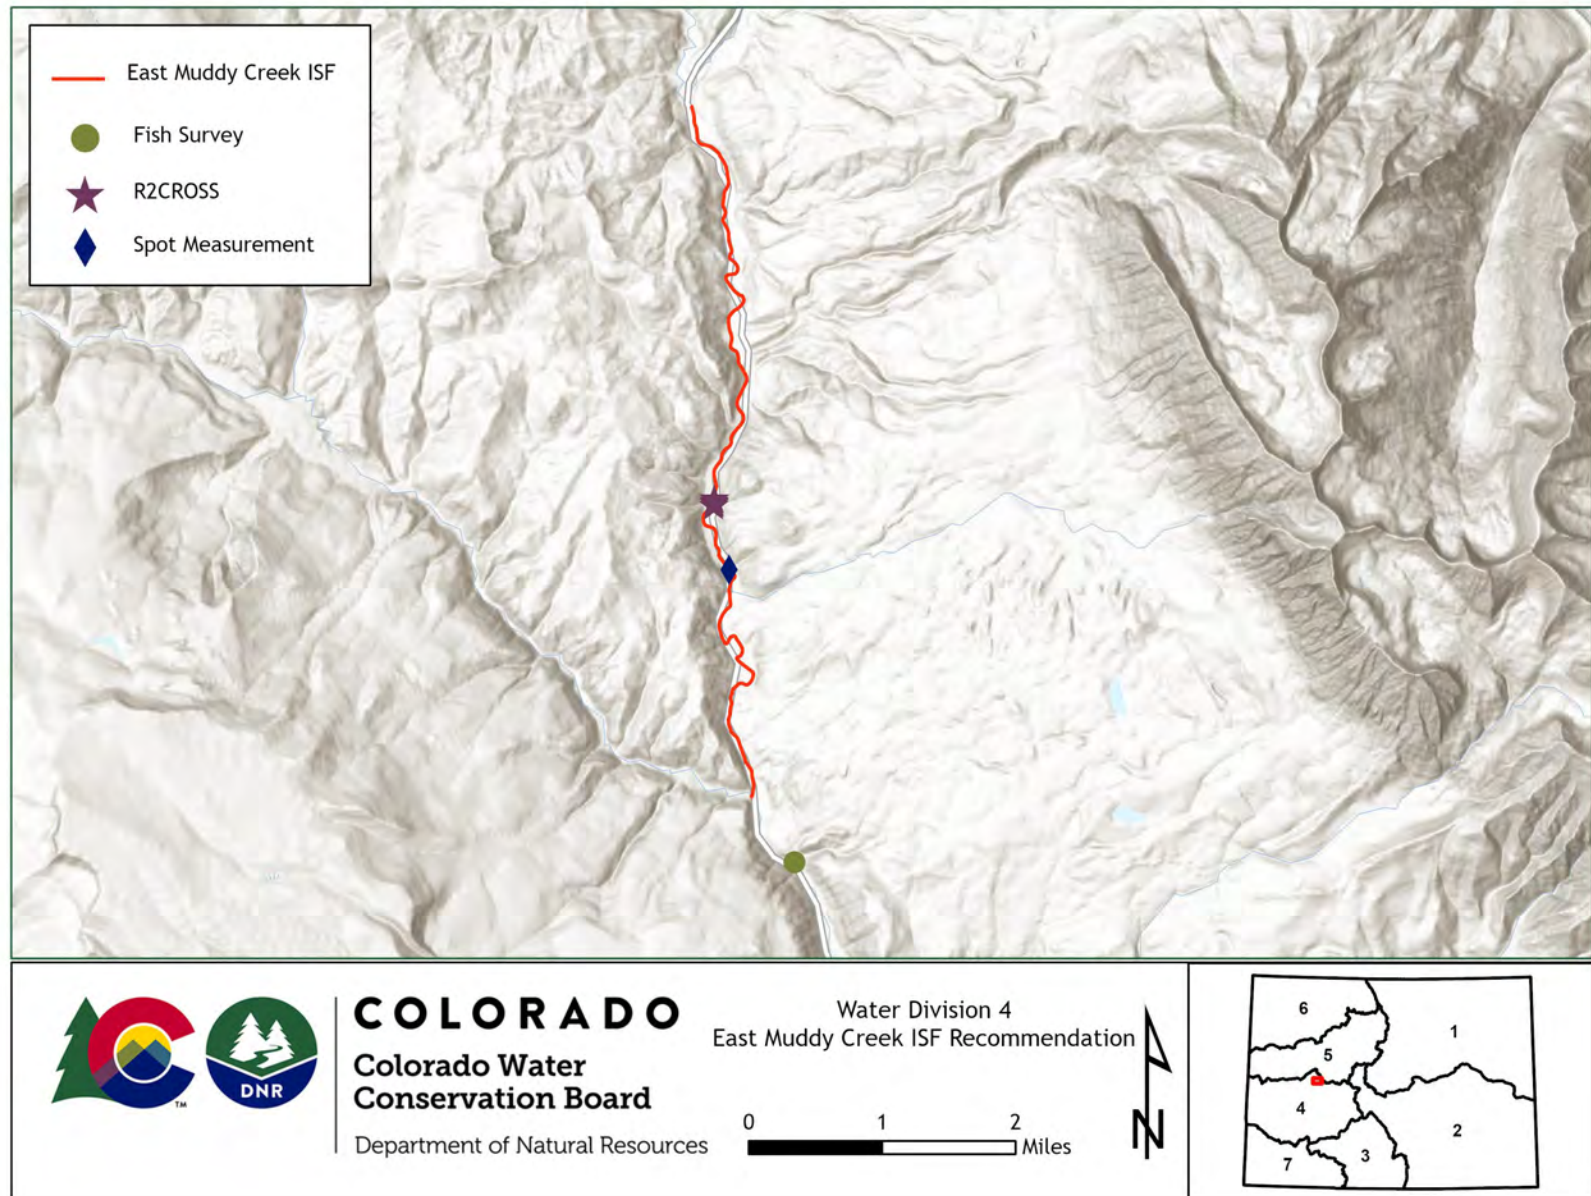 East Muddy Creek ISF
Fish Survey
R2CROSS
Spot Measurement
DNR
TM
COLORADO
Colorado Water
Conservation Board
Department of Natural Resources
Water Division 4
East Muddy Creek ISF Recommendation
0 1 2
Miles
N
6
1
5
4
2
3
7